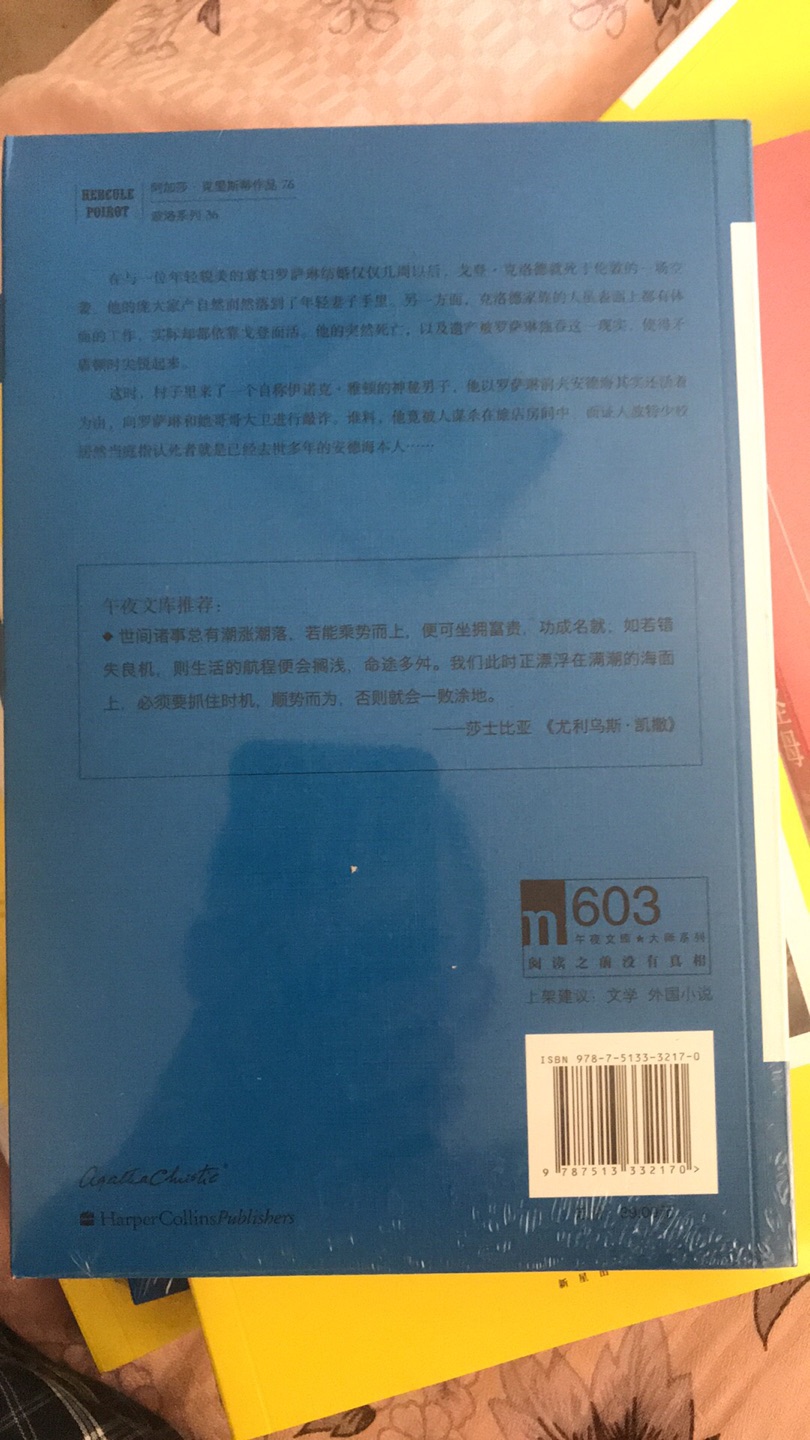 HERCULE
POIROT
阿加莎·克里斯蒂作品 76
波洛系列 36
在与一位年轻貌美的寡妇罗萨琳结婚仅仅几周以后，戈登·克洛德就死于伦敦的一场空
袭，他的庞大家产自然而然落到了年轻妻子手里。另一方面，克洛德家族的人虽表面上都有体
面的工作，实际却都依靠戈登而活。他的突然死亡，以及遗产被罗萨琳独吞这一现实，使得
顿时尖锐起来。
这时，村子里来了一个自称伊诺克·雅顿的神秘男子，他以罗萨琳前夫安德海其实还活着
为由，向罗萨琳和她哥哥大卫进行敲诈。谁料，他竟被人谋杀在旅店房间中，而证人波特少校
居然当庭指认死者就是已经去世多年的安德海本人……
午夜文库推荐：
◆世间诸事总有潮涨潮落，若能乘势而上，便可坐拥富贵，功成名就，如若错
失良机，则生活的航程便会搁浅，命途多舛。我们此时正漂浮在满潮的海面
上，必须要抓住时机，顺势而为，否则就会一败涂地。
——莎士比亚 《尤利乌斯·凯撒》
m 603
午夜文库★大师系列
阅读之前没有真相
上架建议：文学 外国小说
ISBN 978-7-5133-3217-0
9 787513 332170 >
Agatha Christie®
HarperCollinsPublishers
新星出